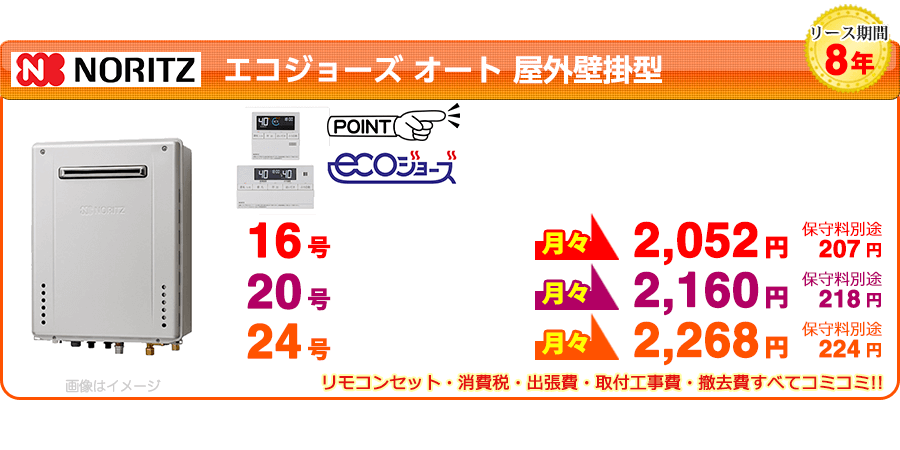 リース期間
8年
NORITZ エコジョーズ オート 屋外壁掛型
POINT
ecoジョーズ
NORITZ
16号 月々 2,052円 保守料別途 207円
20号 月々 2,160円 保守料別途 218円
24号 月々 2,268円 保守料別途 224円
画像はイメージ
リモコンセット・消費税・出張費・取付工事費・撤去費すべてコミコミ!!